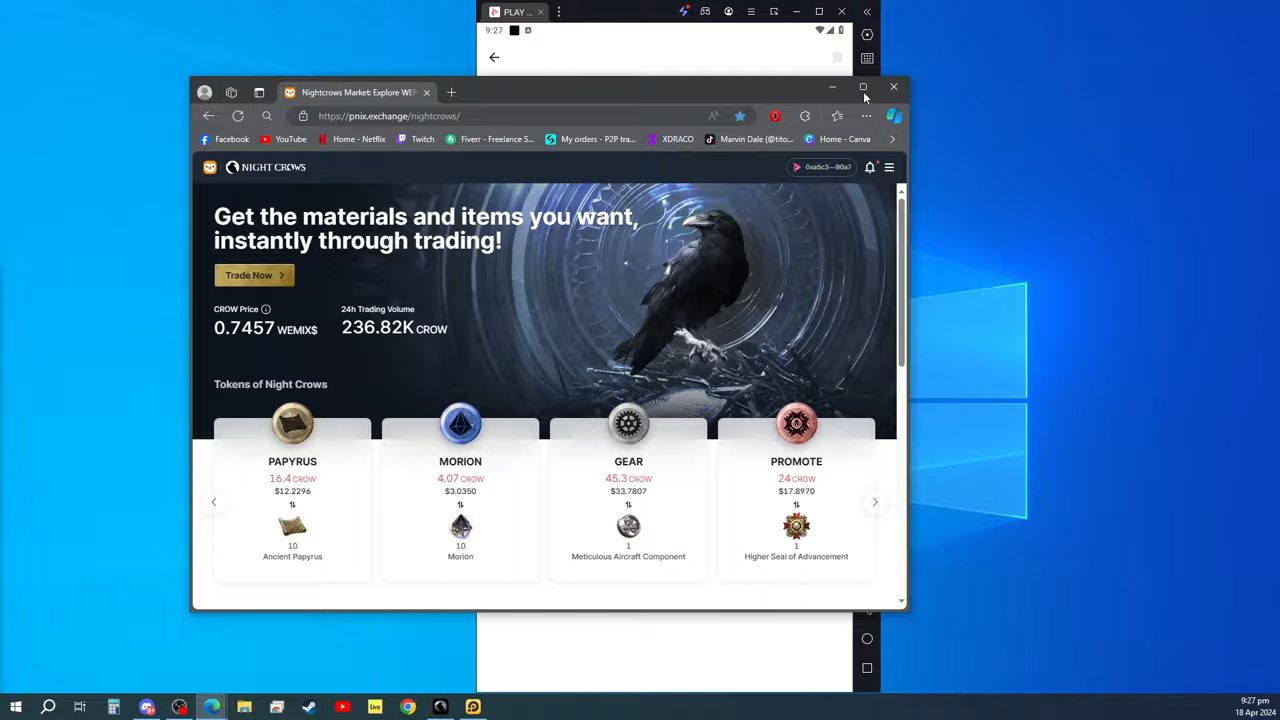 PLAY ...
9:27
Nightcrows Market: Explore WE
https://pnix.exchange/nightcrows/
Facebook
YouTube
Home - Netflix
Twitch
Fiverr - Freelance S...
My orders - P2P tra...
XDRACO
Marvin Dale (@tito...
Home - Canva
NIGHT CROWS
0xa5c3···90a7
Get the materials and items you want,
instantly through trading!
Trade Now
CROW Price
24h Trading Volume
0.7457 WEMIX$
236.82K CROW
Tokens of Night Crows
PAPYRUS
16.4 CROW
$12.2296
10
Ancient Papyrus
MORION
4.07 CROW
$3.0350
10
Morion
GEAR
45.3 CROW
$33.7807
1
Meticulous Aircraft Component
PROMOTE
24 CROW
$17.8970
1
Higher Seal of Advancement
Live
9:27 pm
18 Apr 2024